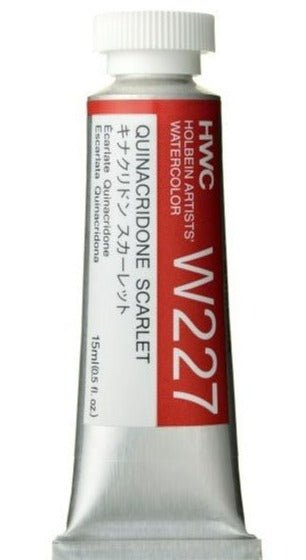 HWC
HOLBEIN ARTISTS'
WATERCOLOR
W227
QUINACRIDONE SCARLET
キナクリドン スカーレット
Écarlate Quinacridone
Escarlata Quinacridona
15ml(0.5 fl. oz.)